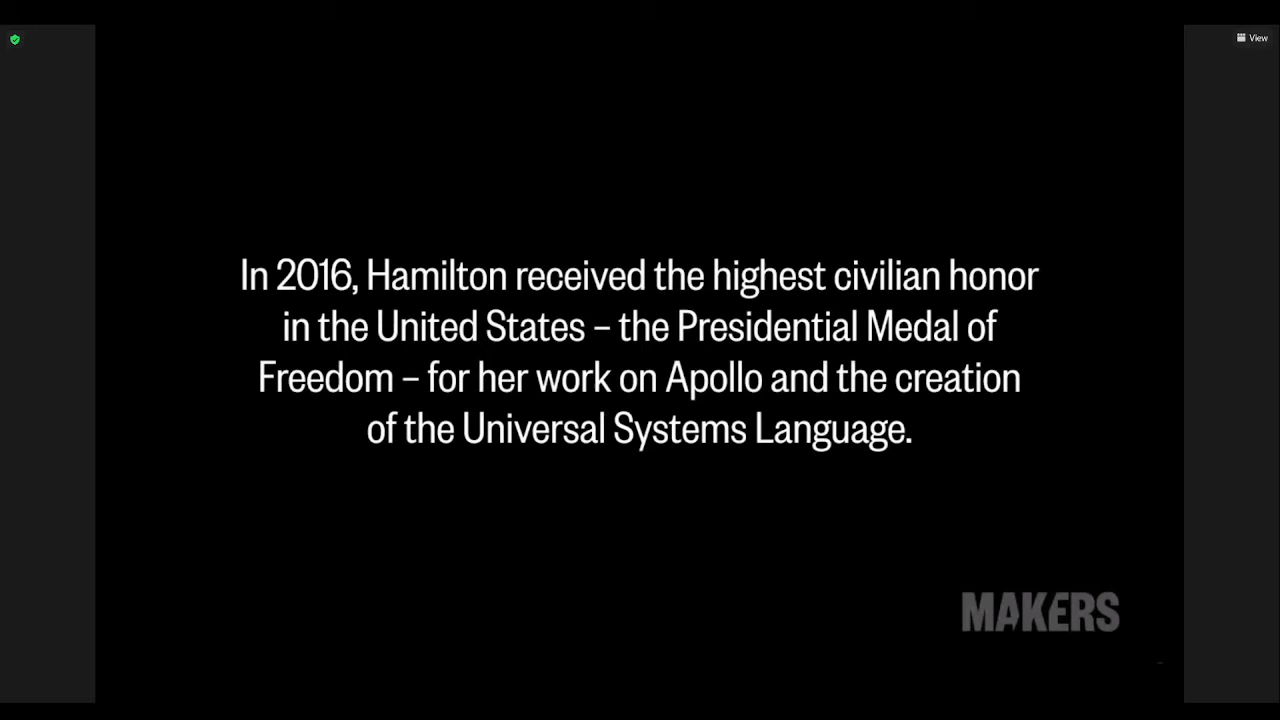 View
In 2016, Hamilton received the highest civilian honor
in the United States – the Presidential Medal of
Freedom – for her work on Apollo and the creation
of the Universal Systems Language.
MAKERS